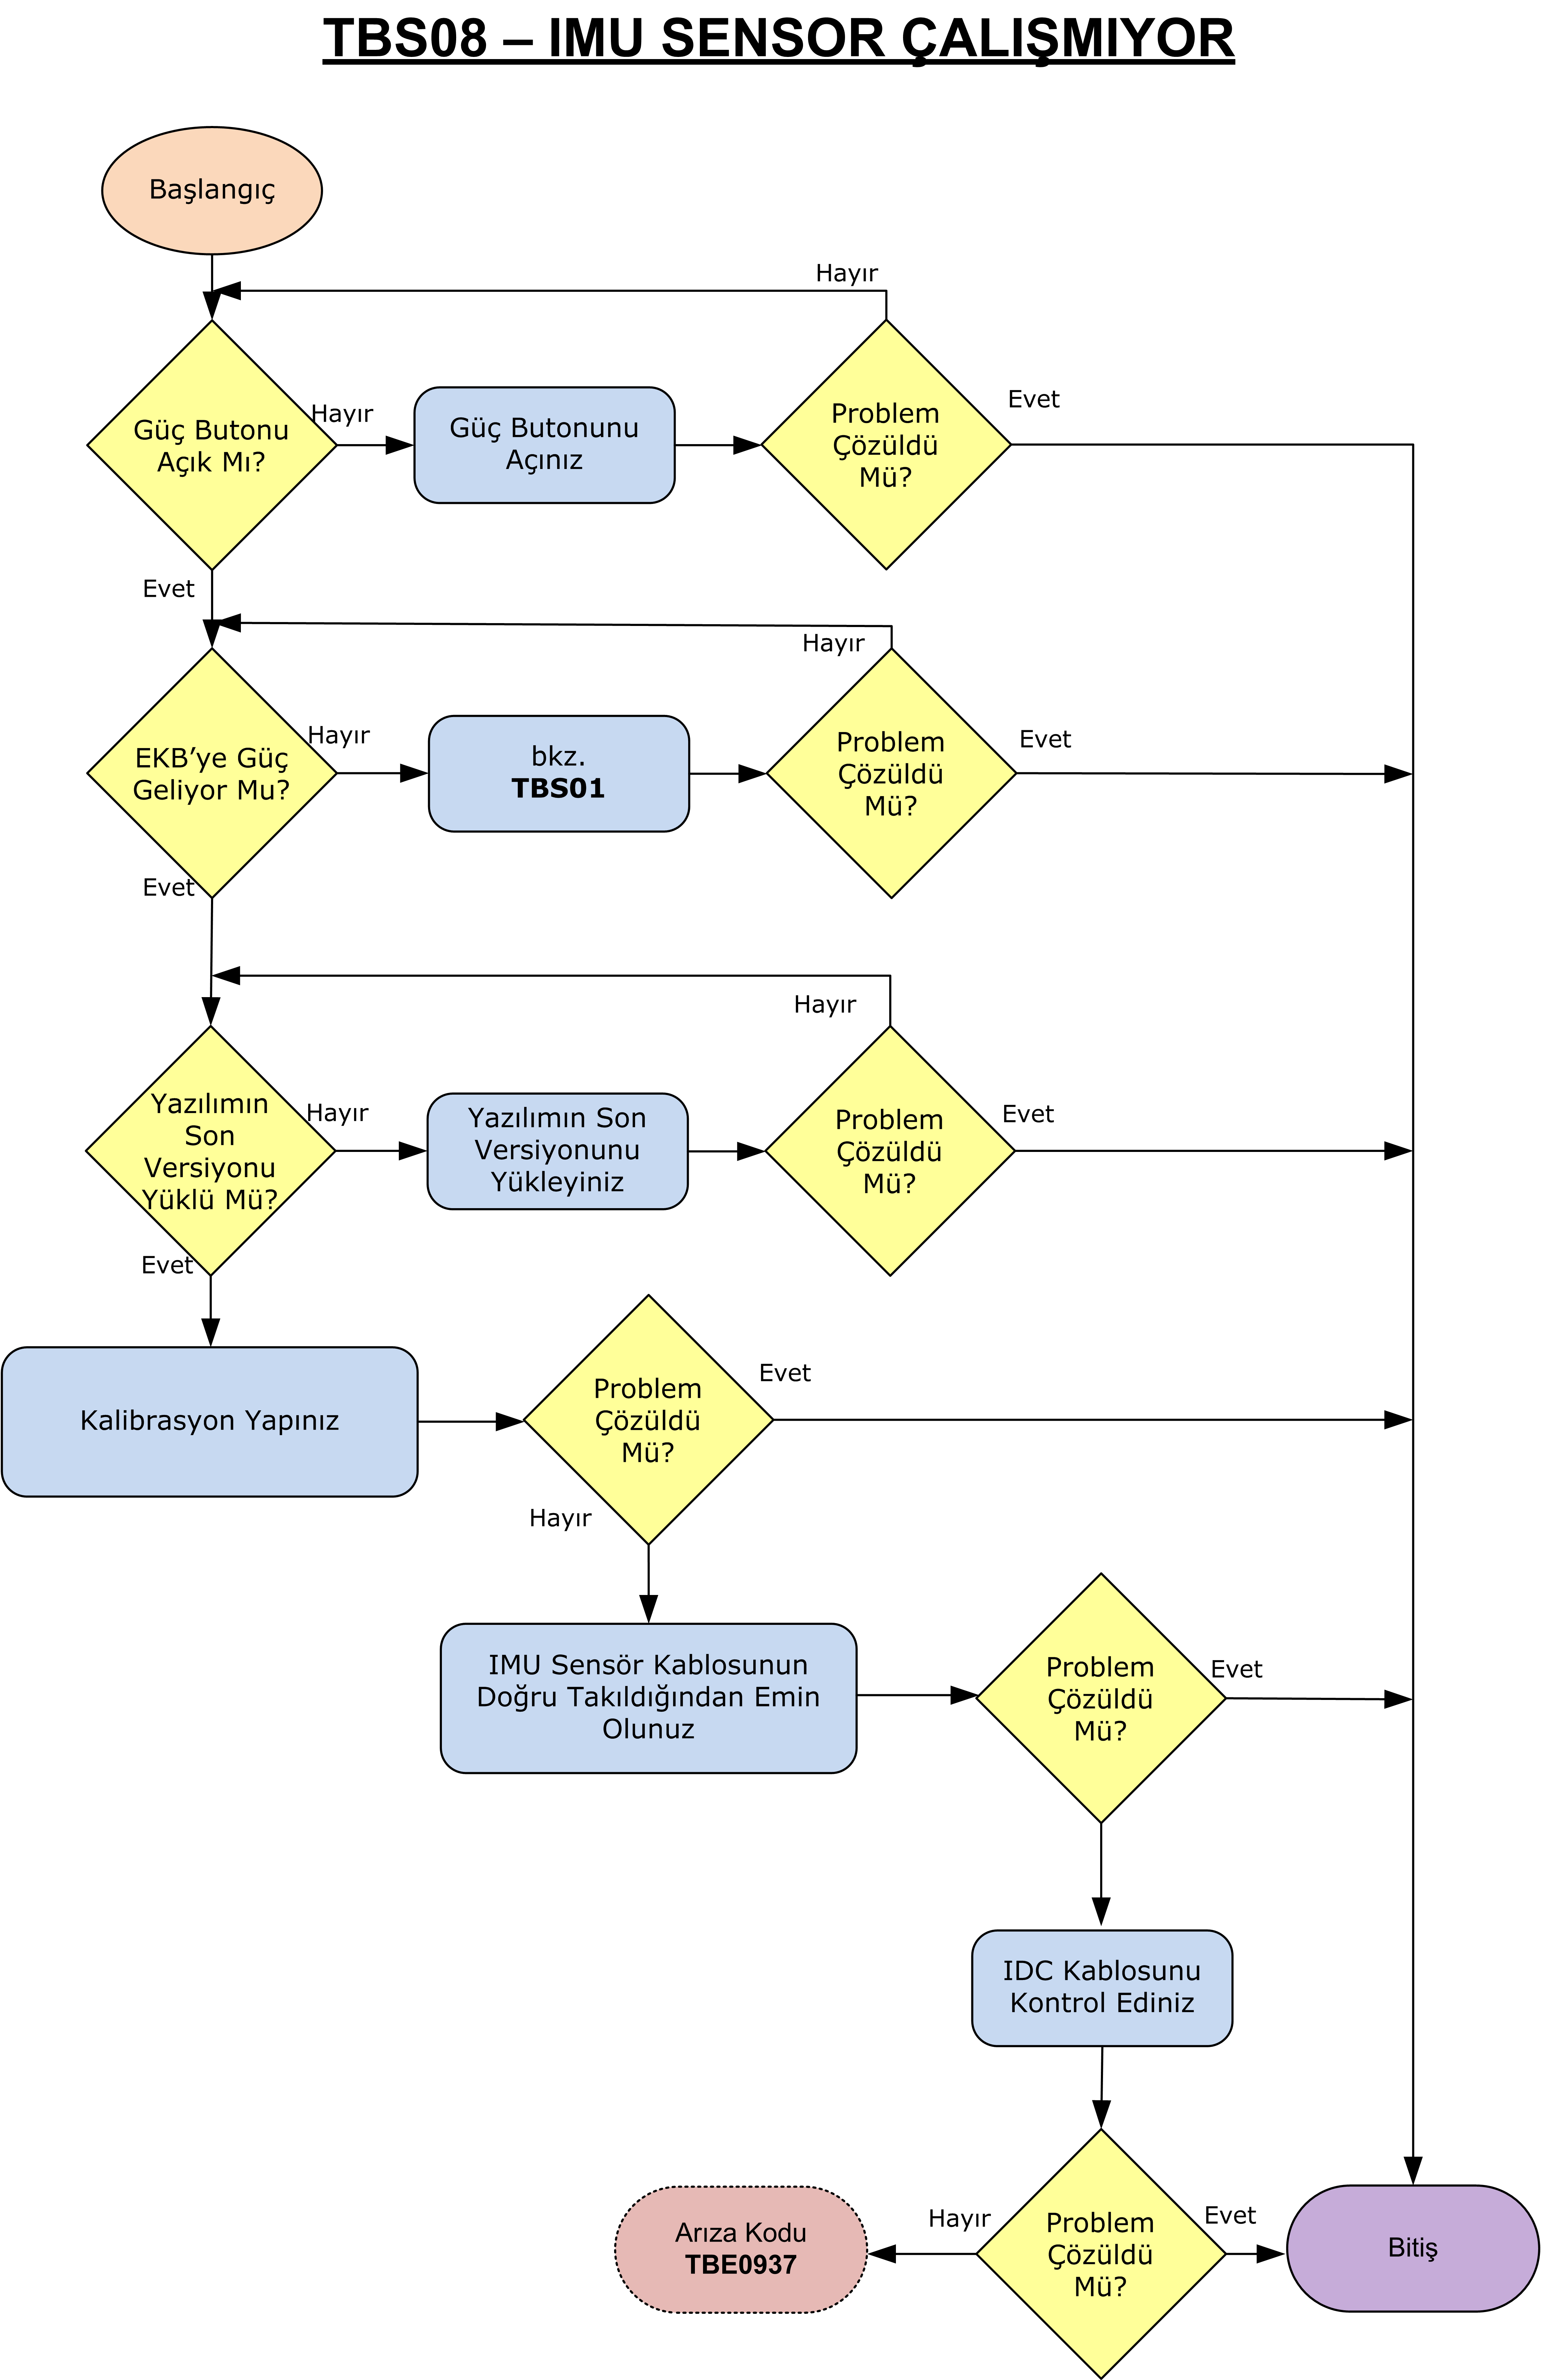 TBS08 – IMU SENSOR ÇALIŞMIYOR
Başlangıç
Hayır
Güç Butonu
Açık Mı?
Hayır
Güç Butonunu
Açınız
Problem
Çözüldü
Mü?
Evet
Evet
Hayır
EKB’ye Güç
Geliyor Mu?
Hayır
bkz.
TBS01
Problem
Çözüldü
Mü?
Evet
Evet
Hayır
Yazılımın
Son
Versiyonu
Yüklü Mü?
Hayır
Yazılımın Son
Versiyonunu
Yükleyiniz
Problem
Çözüldü
Mü?
Evet
Evet
Kalibrasyon Yapınız
Problem
Çözüldü
Mü?
Evet
Hayır
IMU Sensör Kablosunun
Doğru Takıldığından Emin
Olunuz
Problem
Çözüldü
Mü?
Evet
IDC Kablosunu
Kontrol Ediniz
Problem
Çözüldü
Mü?
Hayır
Evet
Arıza Kodu
TBE0937
Bitiş